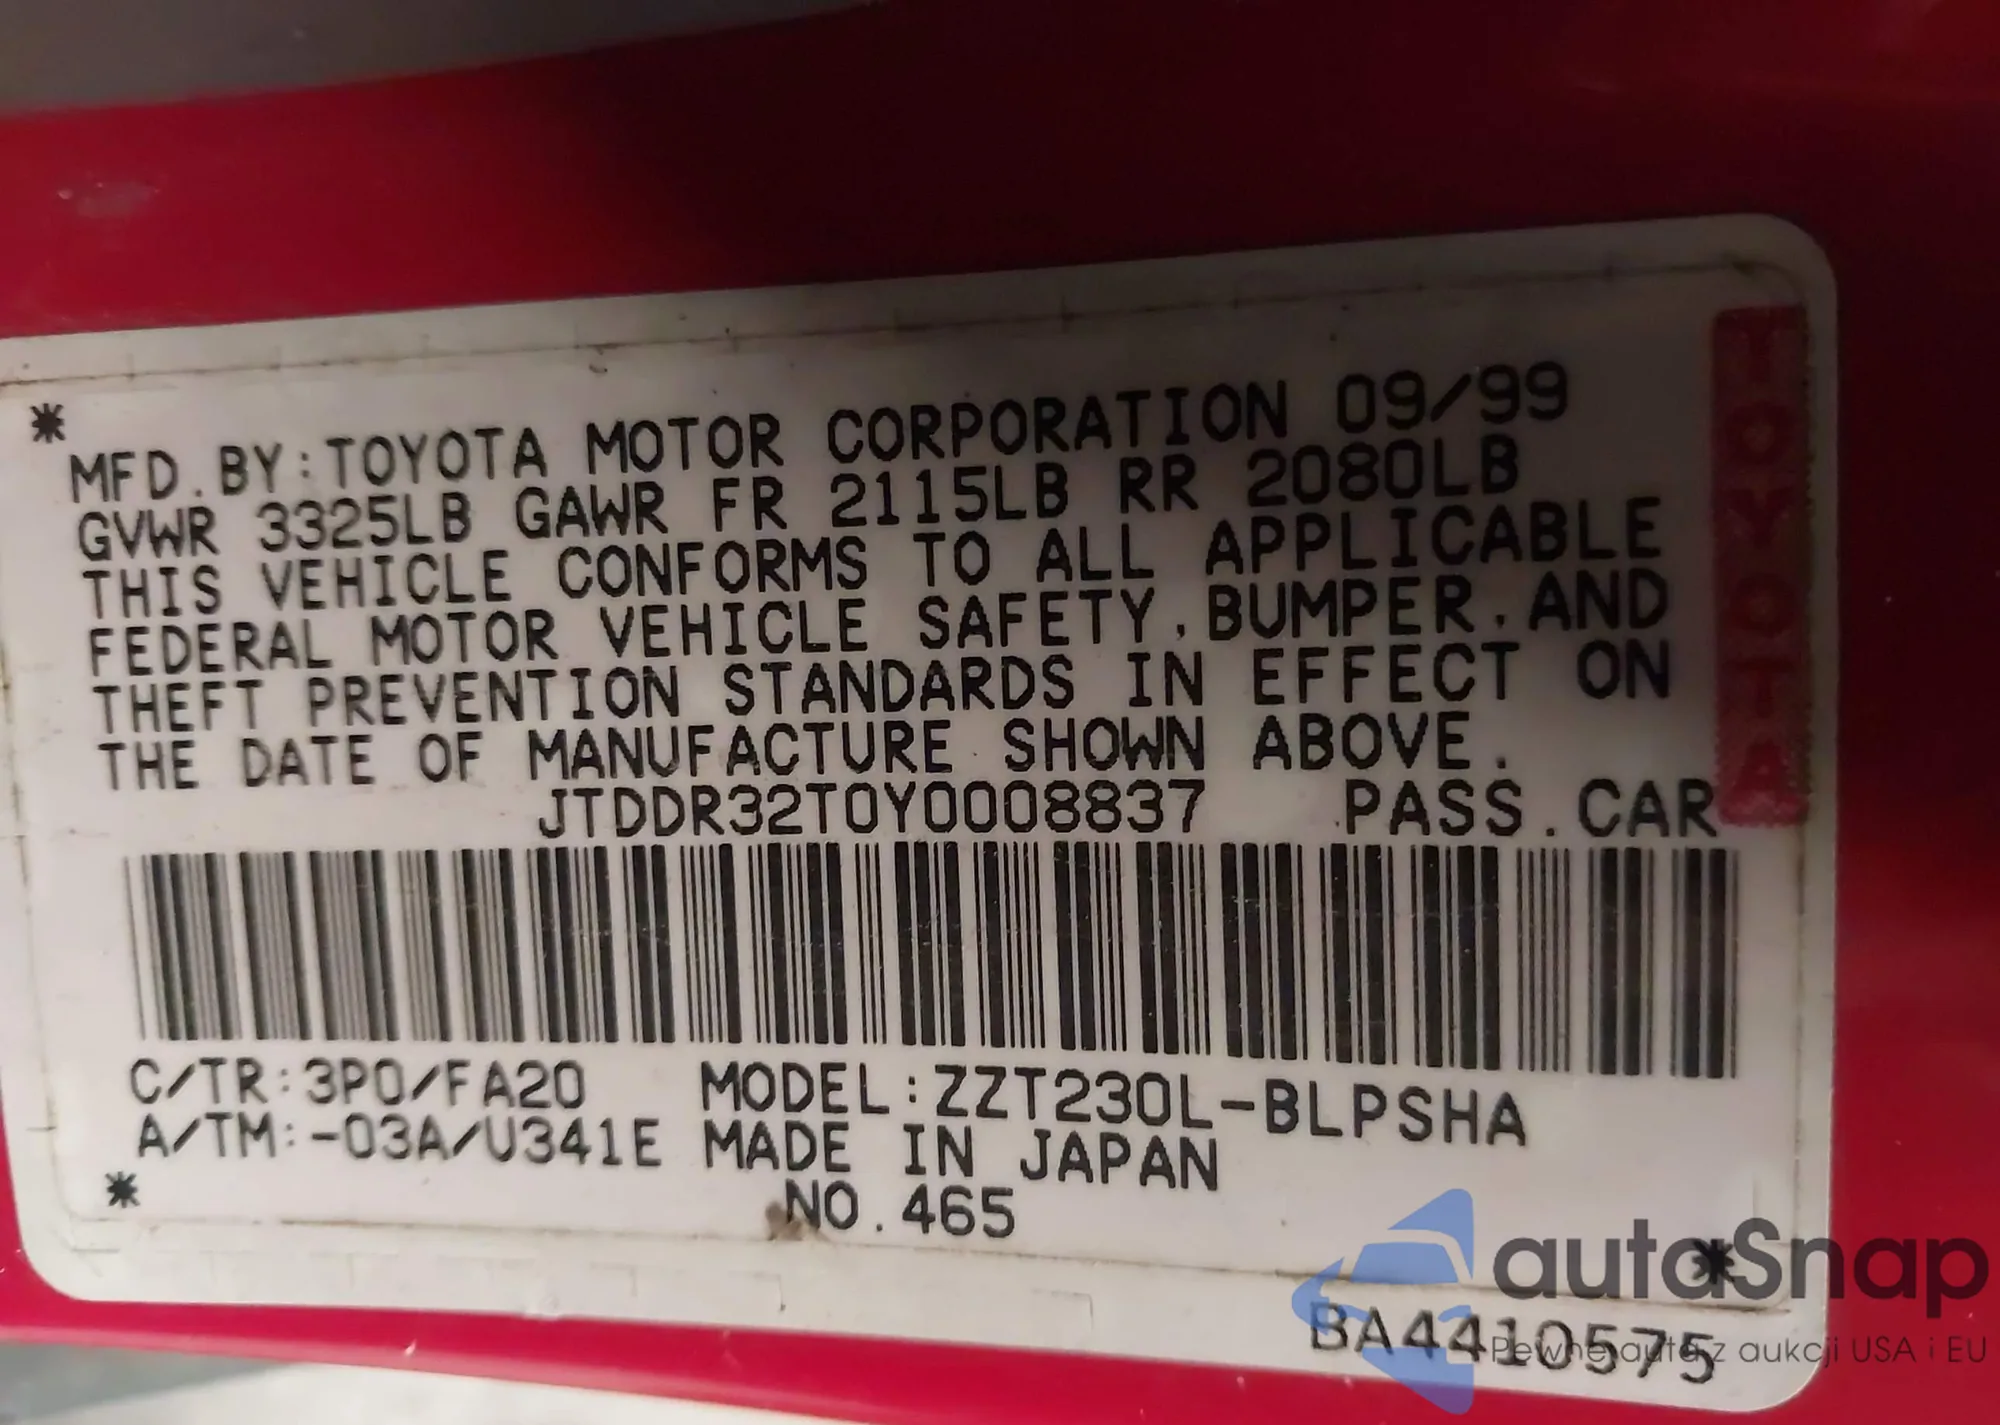 *
MFD. BY: TOYOTA MOTOR CORPORATION 09/99
GVWR 3325LB GAWR FR 2115LB RR 2080LB
THIS VEHICLE CONFORMS TO ALL APPLICABLE
FEDERAL MOTOR VEHICLE SAFETY, BUMPER, AND
THEFT PREVENTION STANDARDS IN EFFECT ON
THE DATE OF MANUFACTURE SHOWN ABOVE.
JTDDR32T0Y0008837 PASS. CAR
TOYOTA
C/TR: 3P0/FA20 MODEL: ZZT230L-BLPSHA
A/TM: -03A/U341E MADE IN JAPAN
* NO. 465
*
BA4410575
autoSnap
Pewne auta z aukcji USA i EU